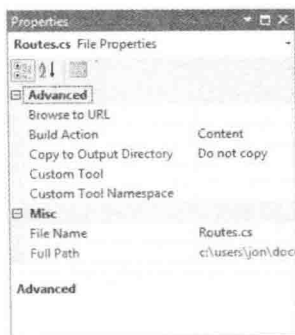 Properties
Routes.cs File Properties
Advanced
Browse to URL
Build Action Content
Copy to Output Directory Do not copy
Custom Tool
Custom Tool Namespace
Misc
File Name Routes.cs
Full Path c:\users\jon\doc
Advanced